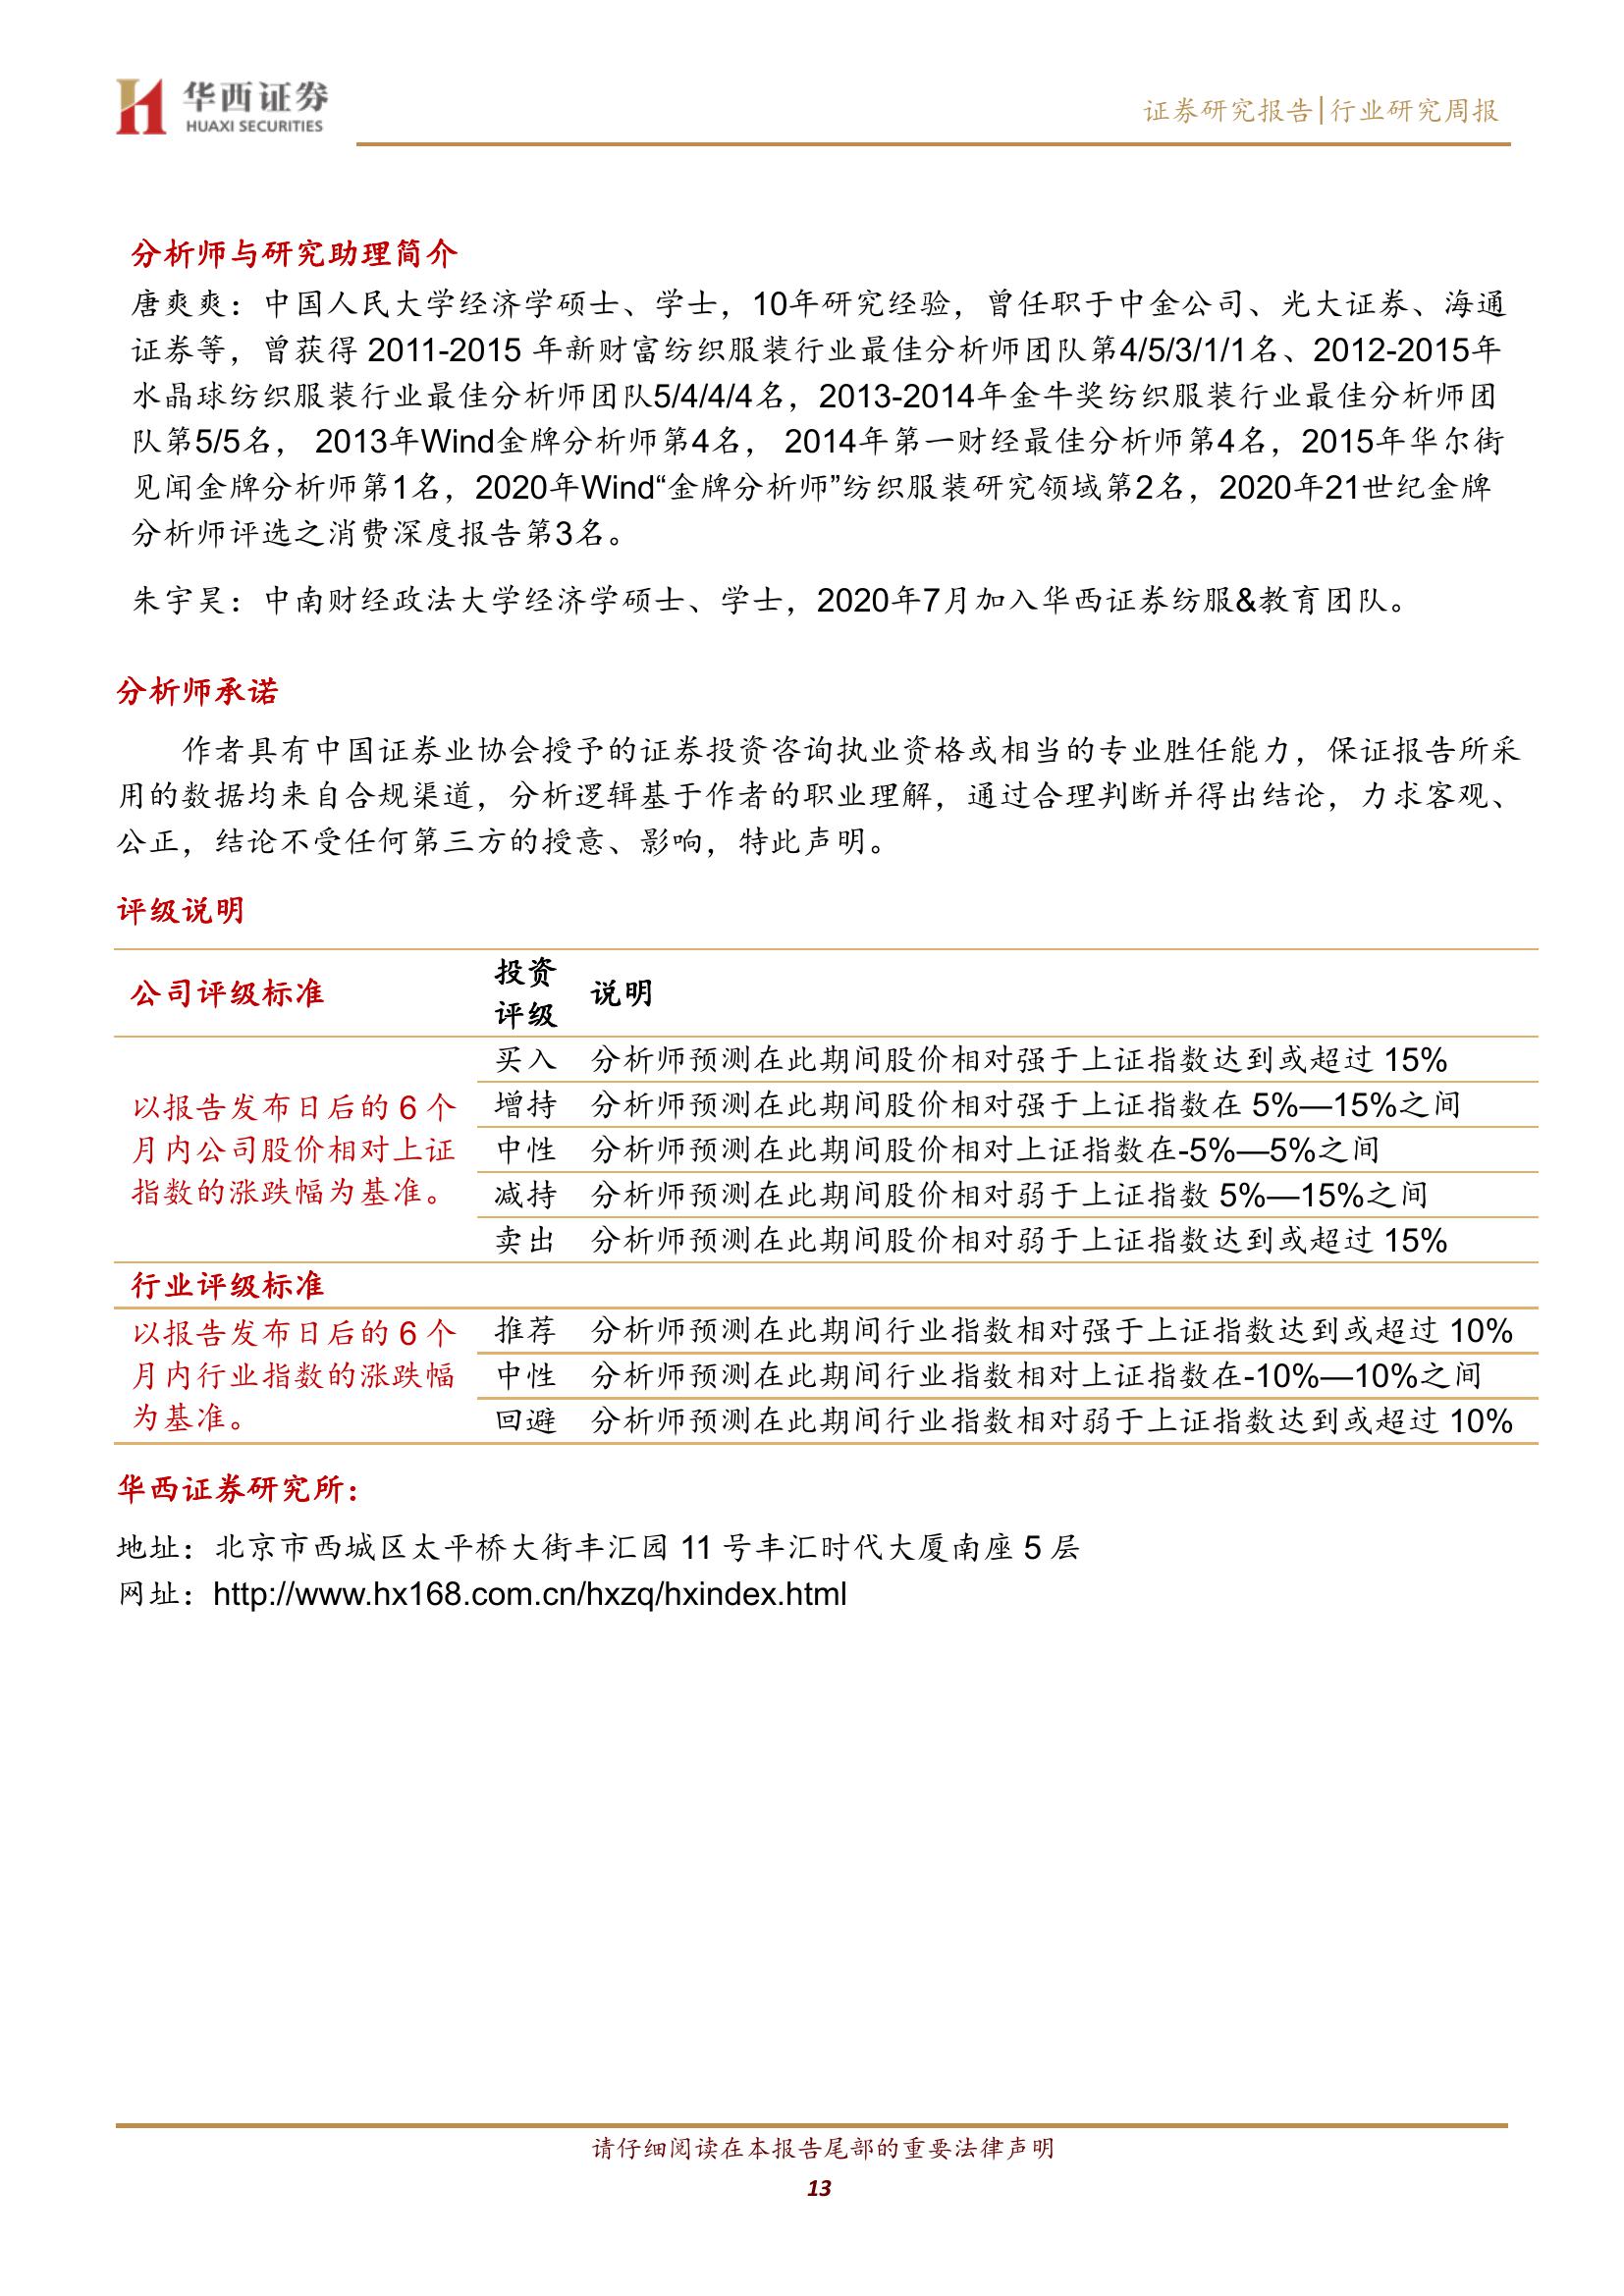 华西证券
HUAXI SECURITIES
证券研究报告|行业研究周报
分析师与研究助理简介
唐爽爽：中国人民大学经济学硕士、学士，10年研究经验，曾任职于中金公司、光大证券、海通
证券等，曾获得 2011-2015 年新财富纺织服装行业最佳分析师团队第4/5/3/1/1名、2012-2015年
水晶球纺织服装行业最佳分析师团队5/4/4/4名，2013-2014年金牛奖纺织服装行业最佳分析师团
队第5/5名， 2013年Wind金牌分析师第4名， 2014年第一财经最佳分析师第4名，2015年华尔街
见闻金牌分析师第1名，2020年Wind“金牌分析师”纺织服装研究领域第2名，2020年21世纪金牌
分析师评选之消费深度报告第3名。
朱宇昊：中南财经政法大学经济学硕士、学士，2020年7月加入华西证券纺服&教育团队。
分析师承诺
作者具有中国证券业协会授予的证券投资咨询执业资格或相当的专业胜任能力，保证报告所采
用的数据均来自合规渠道，分析逻辑基于作者的职业理解，通过合理判断并得出结论，力求客观、
公正，结论不受任何第三方的授意、影响，特此声明。
评级说明
公司评级标准
投资
评级
说明
以报告发布日后的 6 个
月内公司股价相对上证
指数的涨跌幅为基准。
买入 分析师预测在此期间股价相对强于上证指数达到或超过 15%
增持 分析师预测在此期间股价相对强于上证指数在 5%—15%之间
中性 分析师预测在此期间股价相对上证指数在-5%—5%之间
减持 分析师预测在此期间股价相对弱于上证指数 5%—15%之间
卖出 分析师预测在此期间股价相对弱于上证指数达到或超过 15%
行业评级标准
以报告发布日后的 6 个
月内行业指数的涨跌幅
为基准。
推荐 分析师预测在此期间行业指数相对强于上证指数达到或超过 10%
中性 分析师预测在此期间行业指数相对上证指数在-10%—10%之间
回避 分析师预测在此期间行业指数相对弱于上证指数达到或超过 10%
华西证券研究所：
地址：北京市西城区太平桥大街丰汇园 11 号丰汇时代大厦南座 5 层
网址：http://www.hx168.com.cn/hxzq/hxindex.html
请仔细阅读在本报告尾部的重要法律声明
13